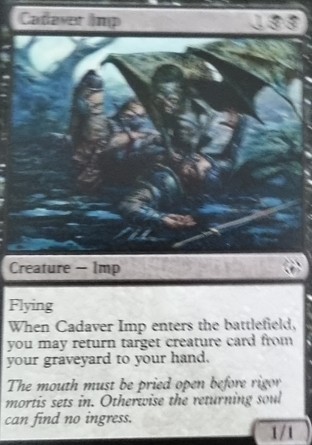 Cadaver Imp
Creature — Imp
Flying
When Cadaver Imp enters the battlefield,
you may return target creature card from
your graveyard to your hand.
The mouth must be pried open before rigor
mortis sets in. Otherwise the returning soul
can find no ingress.
1/1